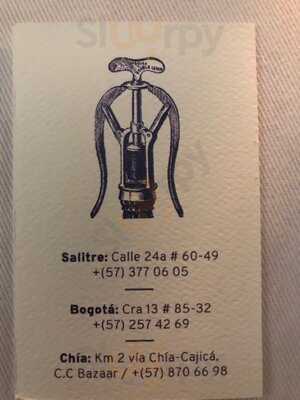 Sluurpy
Salitre: Calle 24a # 60-49
+(57) 377 06 05
Bogotá: Cra 13 # 85-32
+(57) 257 42 69
Chía: Km 2 vía Chía-Cajicá,
C.C Bazaar / +(57) 870 66 98